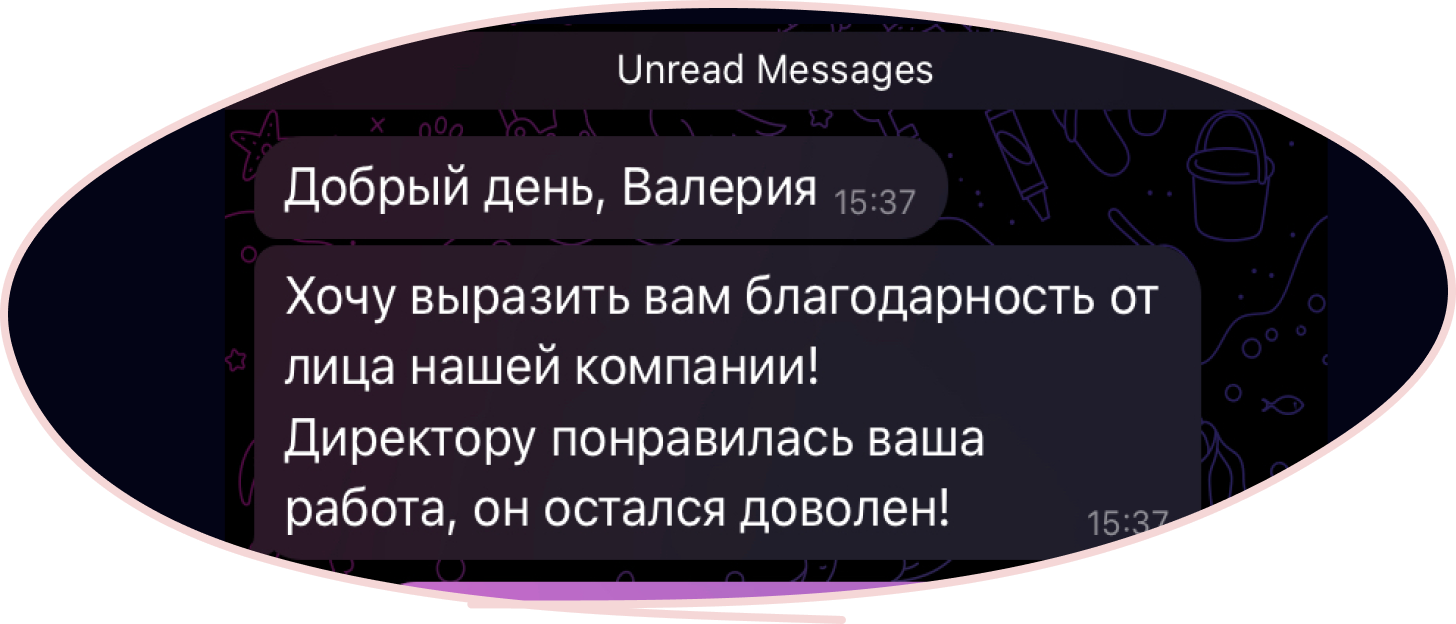 Unread Messages
Добрый день, Валерия 15:37
Хочу выразить вам благодарность от
лица нашей компании!
Директору понравилась ваша
работа, он остался доволен! 15:37